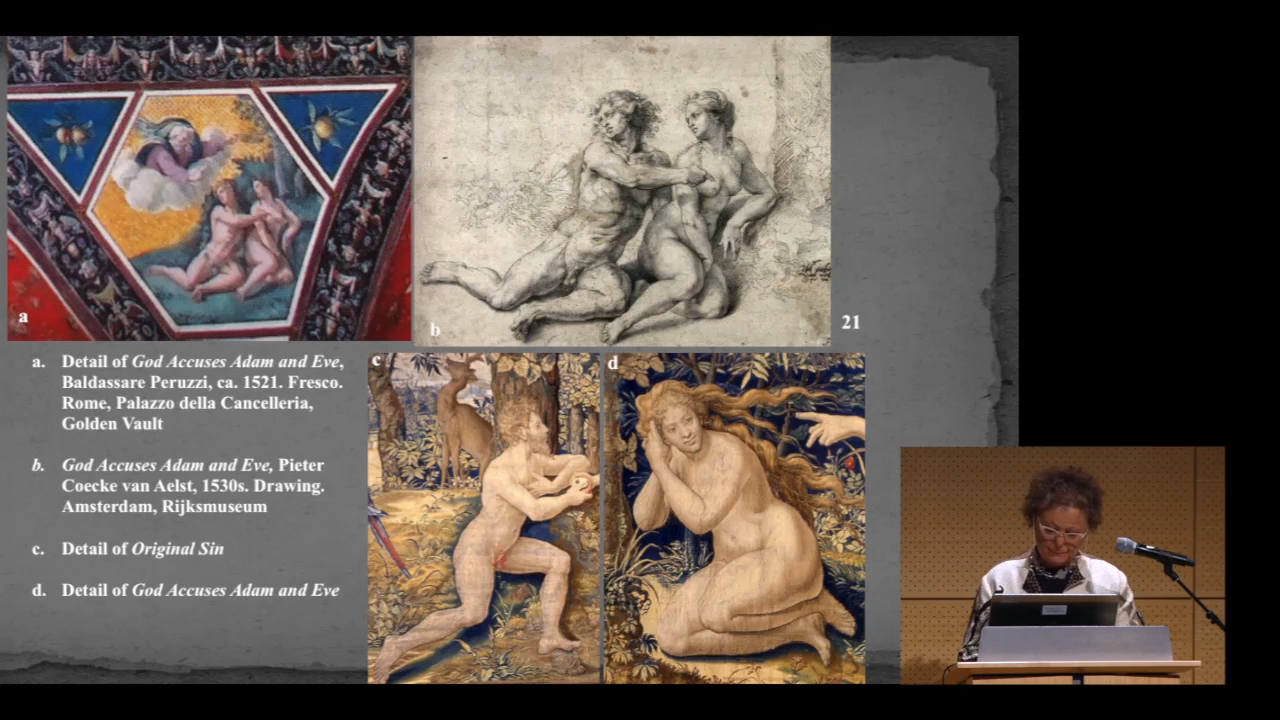 a
b
21
c
d
a. Detail of God Accuses Adam and Eve,
Baldassare Peruzzi, ca. 1521. Fresco.
Rome, Palazzo della Cancelleria,
Golden Vault
b. God Accuses Adam and Eve, Pieter
Coecke van Aelst, 1530s. Drawing.
Amsterdam, Rijksmuseum
c. Detail of Original Sin
d. Detail of God Accuses Adam and Eve